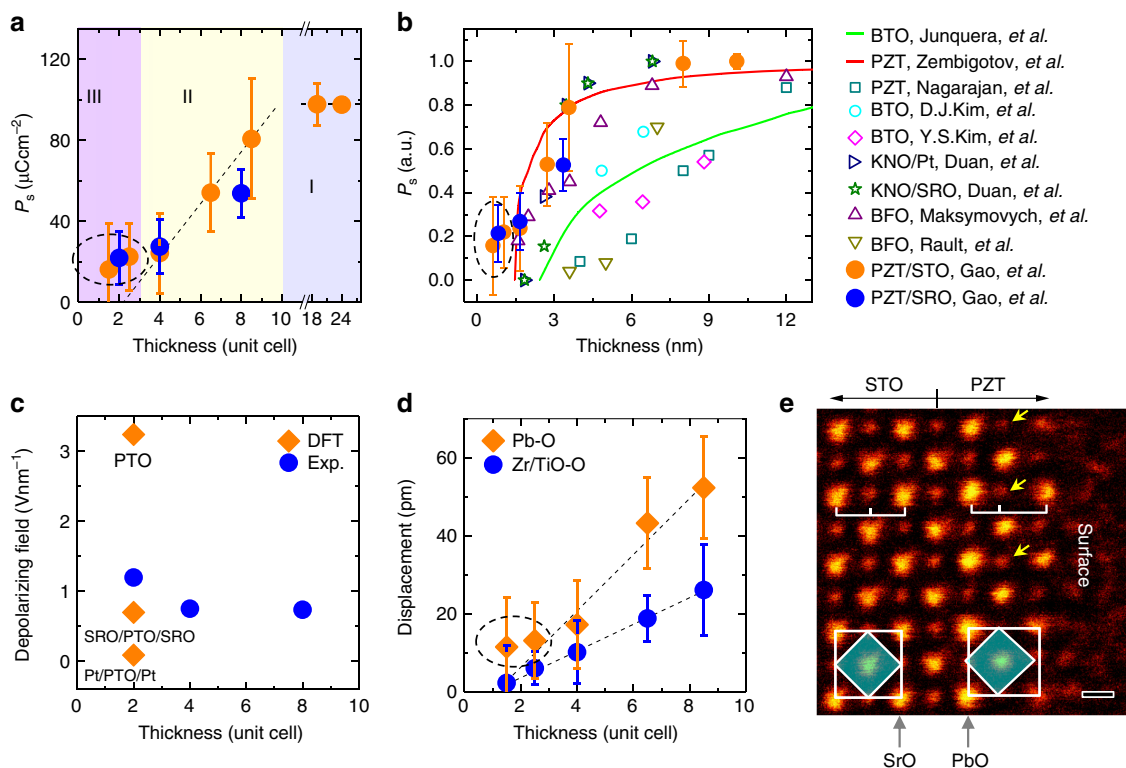 a
P_s (μCcm⁻²)
120
80
40
0
III
II
I
0 2 4 6 8 10 18 24
Thickness (unit cell)
b
P_s (a.u.)
1.0
0.8
0.6
0.4
0.2
0.0
0 3 6 9 12
Thickness (nm)
BTO, Junquera, et al.
PZT, Zembigotov, et al.
PZT, Nagarajan, et al.
BTO, D.J.Kim, et al.
BTO, Y.S.Kim, et al.
KNO/Pt, Duan, et al.
KNO/SRO, Duan, et al.
BFO, Maksymovych, et al.
BFO, Rault, et al.
PZT/STO, Gao, et al.
PZT/SRO, Gao, et al.
c
Depolarizing field (Vnm⁻¹)
3
2
1
0
DFT
Exp.
PTO
SRO/PTO/SRO
Pt/PTO/Pt
0 2 4 6 8 10
Thickness (unit cell)
d
Displacement (pm)
60
40
20
0
Pb-O
Zr/TiO-O
0 2 4 6 8 10
Thickness (unit cell)
e
STO PZT
Surface
SrO PbO